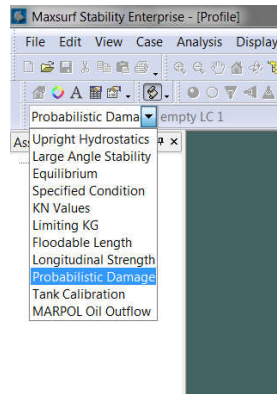 Maxsurf Stability Enterprise - [Profile]
File Edit View Case Analysis Display
Probabilistic Dama empty LC 1
As
Upright Hydrostatics
Large Angle Stability
Equilibrium
Specified Condition
KN Values
Limiting KG
Floodable Length
Longitudinal Strength
Probabilistic Damage
Tank Calibration
MARPOL Oil Outflow